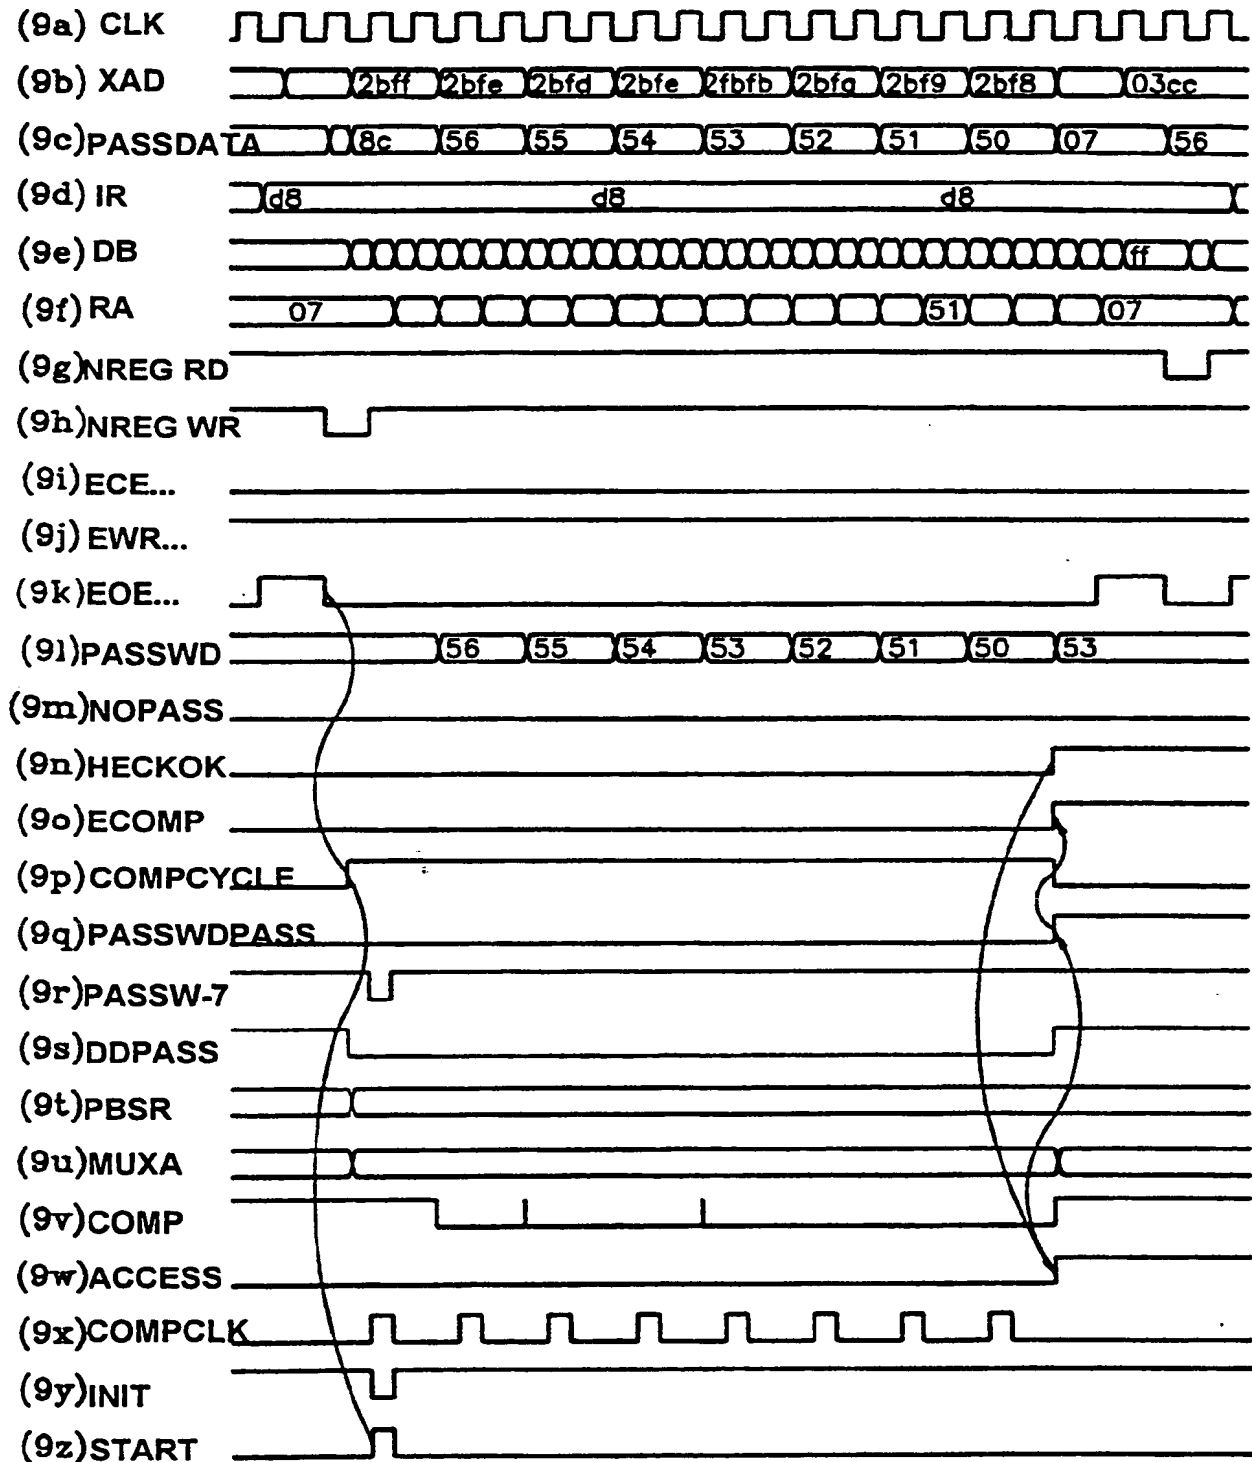 (9a) CLK
(9b) XAD 2bff 2bfe 2bfd 2bfe 2fbfb 2bfa 2bf9 2bf8 03cc
(9c) PASSDATA 8c 56 55 54 53 52 51 50 07 56
(9d) IR d8 d8 d8
(9e) DB ff
(9f) RA 07 51 07
(9g) NREG RD
(9h) NREG WR
(9i) ECE...
(9j) EWR...
(9k) EOE...
(9l) PASSWD 56 55 54 53 52 51 50 53
(9m) NOPASS
(9n) HECKOK
(9o) ECOMP
(9p) COMPCYCLE
(9q) PASSWDPASS
(9r) PASSW-7
(9s) DDPASS
(9t) PBSR
(9u) MUXA
(9v) COMP
(9w) ACCESS
(9x) COMPCLK
(9y) INIT
(9z) START